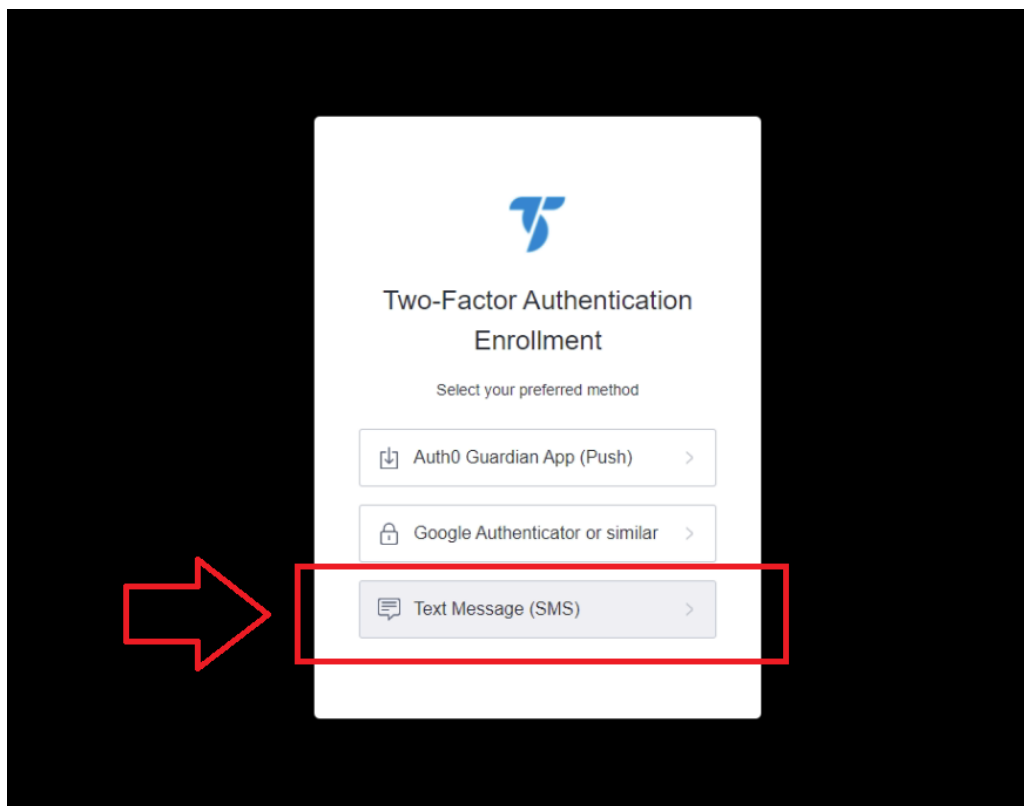 Two-Factor Authentication
Enrollment
Select your preferred method
Auth0 Guardian App (Push)
Google Authenticator or similar
Text Message (SMS)